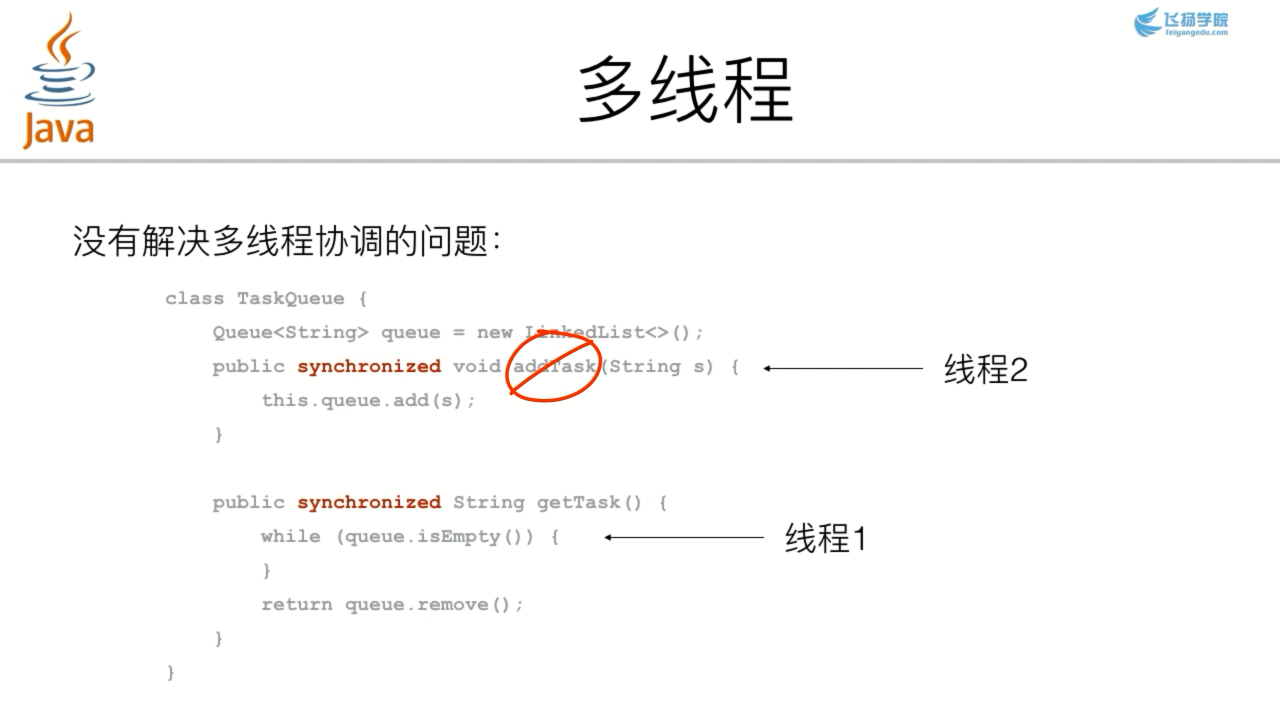 飞扬学院
feiyangedu.com
Java
多线程
没有解决多线程协调的问题：
class TaskQueue {
Queue<String> queue = new LinkedList<>();
public synchronized void addTask(String s) {
线程2
this.queue.add(s);
}
public synchronized String getTask() {
while (queue.isEmpty()) {
线程1
}
return queue.remove();
}
}